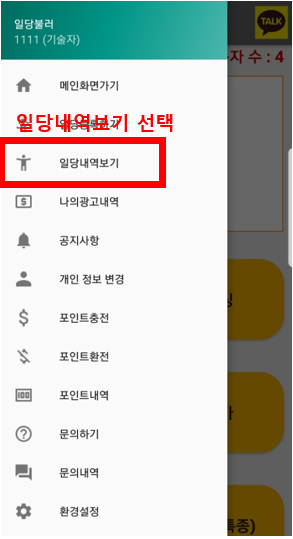 일당불러
1111 (기술자)
TALK
자 수 : 4
메인화면가기
일당내역보기 선택
일당내역보기
나의광고내역
공지사항
개인 정보 변경
포인트충전
포인트환전
포인트내역
문의하기
문의내역
환경설정
특종)